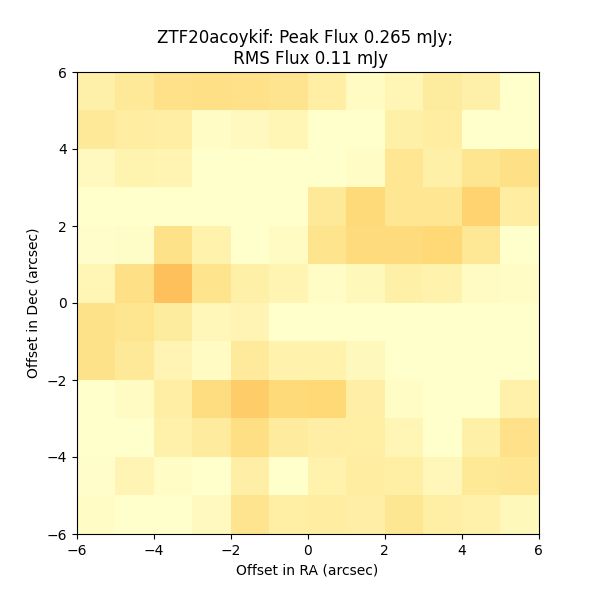 ZTF20acoykif: Peak Flux 0.265 mJy;
RMS Flux 0.11 mJy
6
4
2
0
−2
−4
−6
Offset in Dec (arcsec)
−6 −4 −2 0 2 4 6
Offset in RA (arcsec)